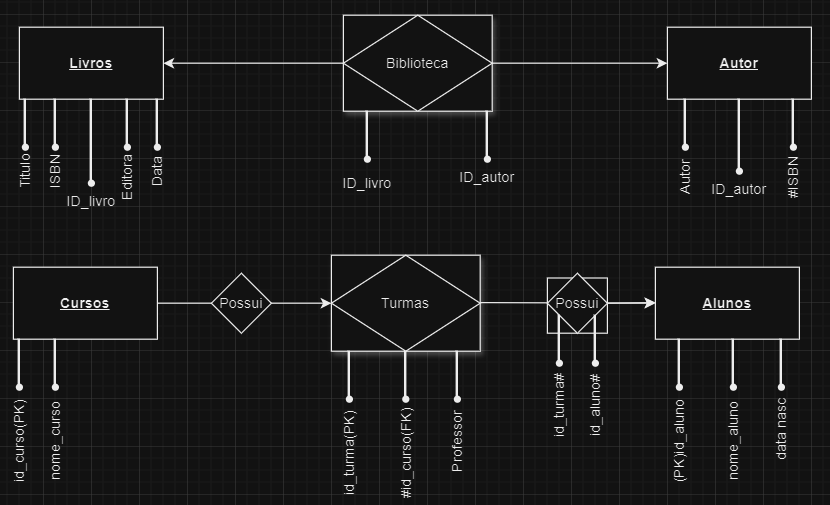 Livros
Biblioteca
Autor
Titulo
ISBN
ID_livro
Editora
Data
ID_livro
ID_autor
Autor
ID_autor
#ISBN
Cursos
Possui
Turmas
Possui
Alunos
id_curso(PK)
nome_curso
id_turma(PK)
#id_curso(FK)
Professor
id_turma#
id_aluno#
(PK)id_aluno
nome_aluno
data nasc